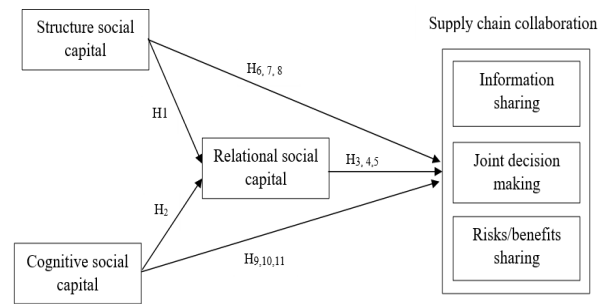 Structure social
capital
Supply chain collaboration
H6, 7, 8
Information
sharing
H1
Relational social
capital
H3, 4,5
Joint decision
making
H2
Cognitive social
capital
H9,10,11
Risks/benefits
sharing